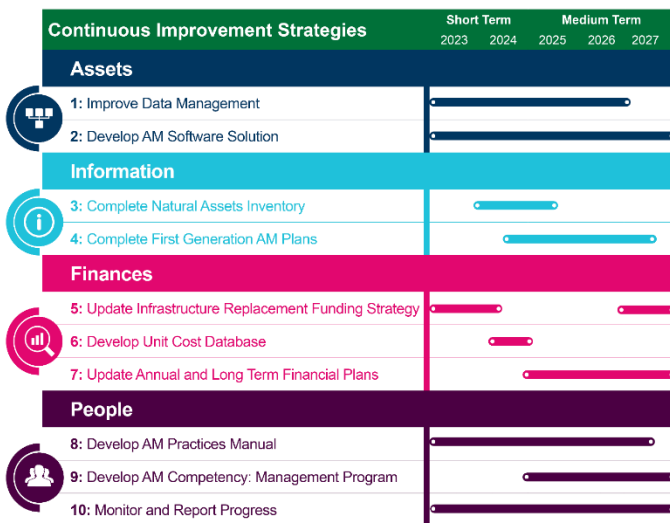 Continuous Improvement Strategies
Short Term Medium Term
2023 2024 2025 2026 2027
Assets
1: Improve Data Management
2: Develop AM Software Solution
Information
3: Complete Natural Assets Inventory
4: Complete First Generation AM Plans
Finances
5: Update Infrastructure Replacement Funding Strategy
6: Develop Unit Cost Database
7: Update Annual and Long Term Financial Plans
People
8: Develop AM Practices Manual
9: Develop AM Competency: Management Program
10: Monitor and Report Progress